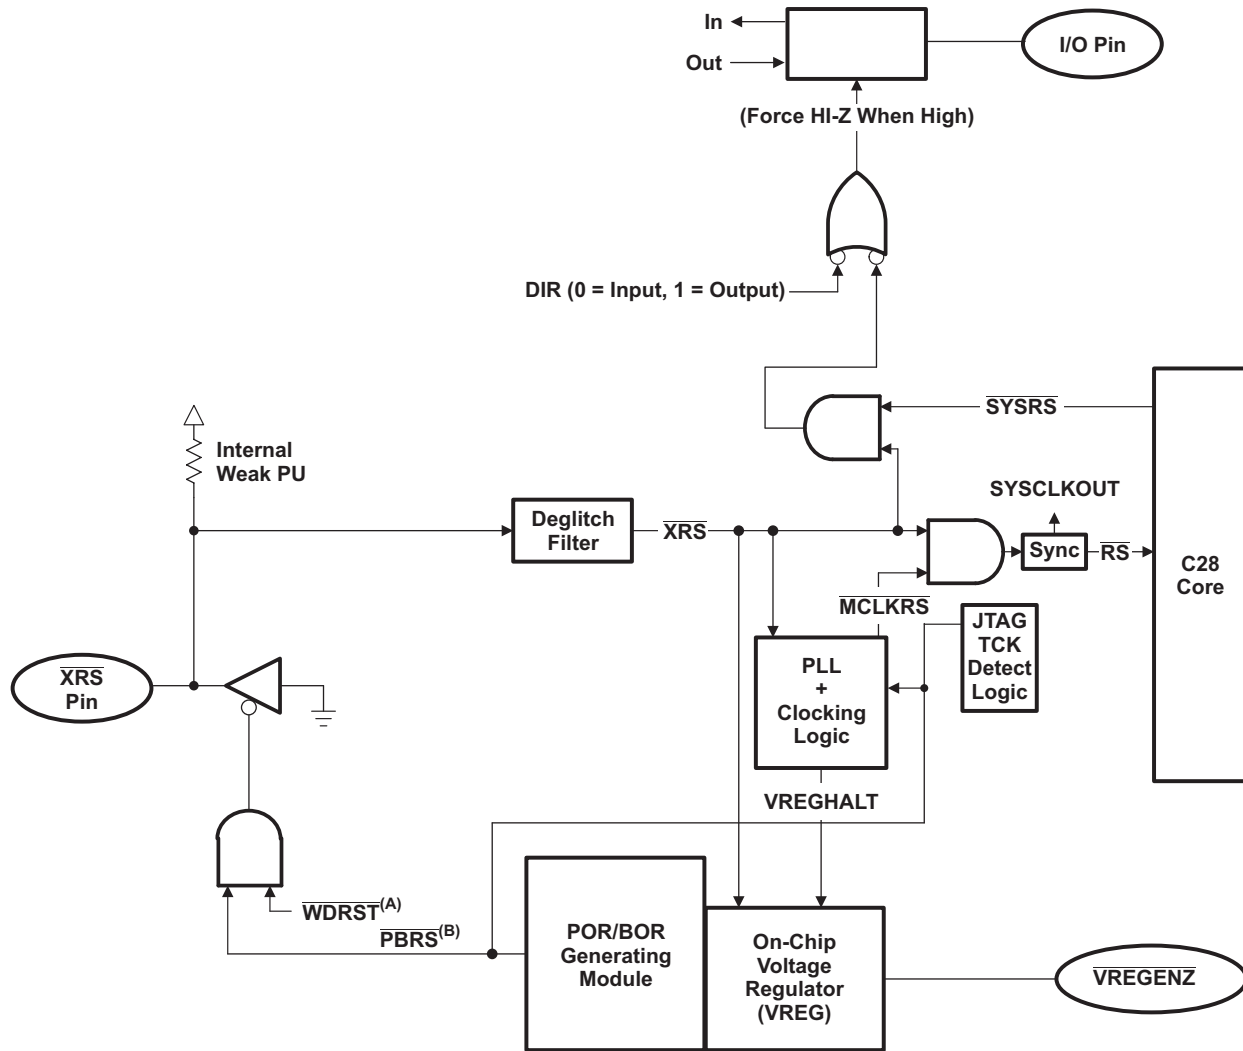 In
Out
I/O Pin
(Force HI-Z When High)
DIR (0 = Input, 1 = Output)
SYSRS
Internal
Weak PU
SYSCLKOUT
Deglitch
Filter
XRS
Sync
RS
C28
Core
MCLKRS
JTAG
TCK
Detect
Logic
XRS
Pin
PLL
+
Clocking
Logic
VREGHALT
WDRST(A)
PBRS(B)
POR/BOR
Generating
Module
On-Chip
Voltage
Regulator
(VREG)
VREGENZ